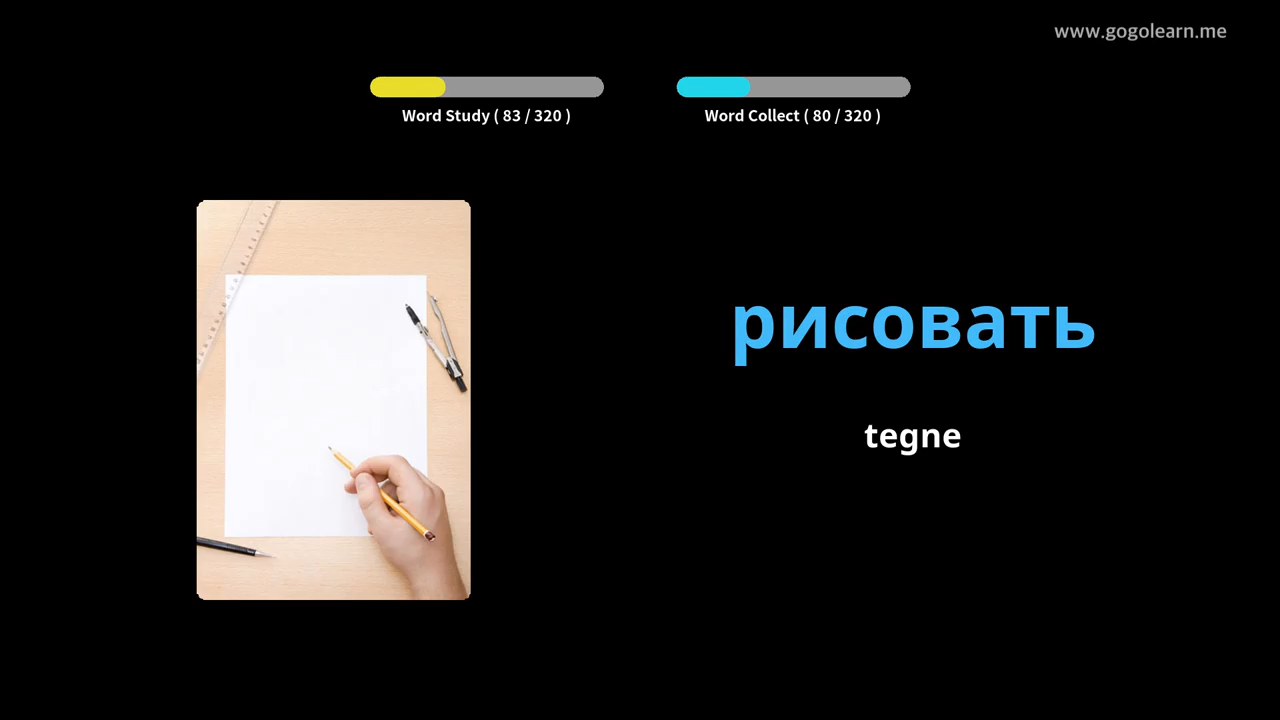 www.gogolearn.me
Word Study ( 83 / 320 )
Word Collect ( 80 / 320 )
рисовать
tegne